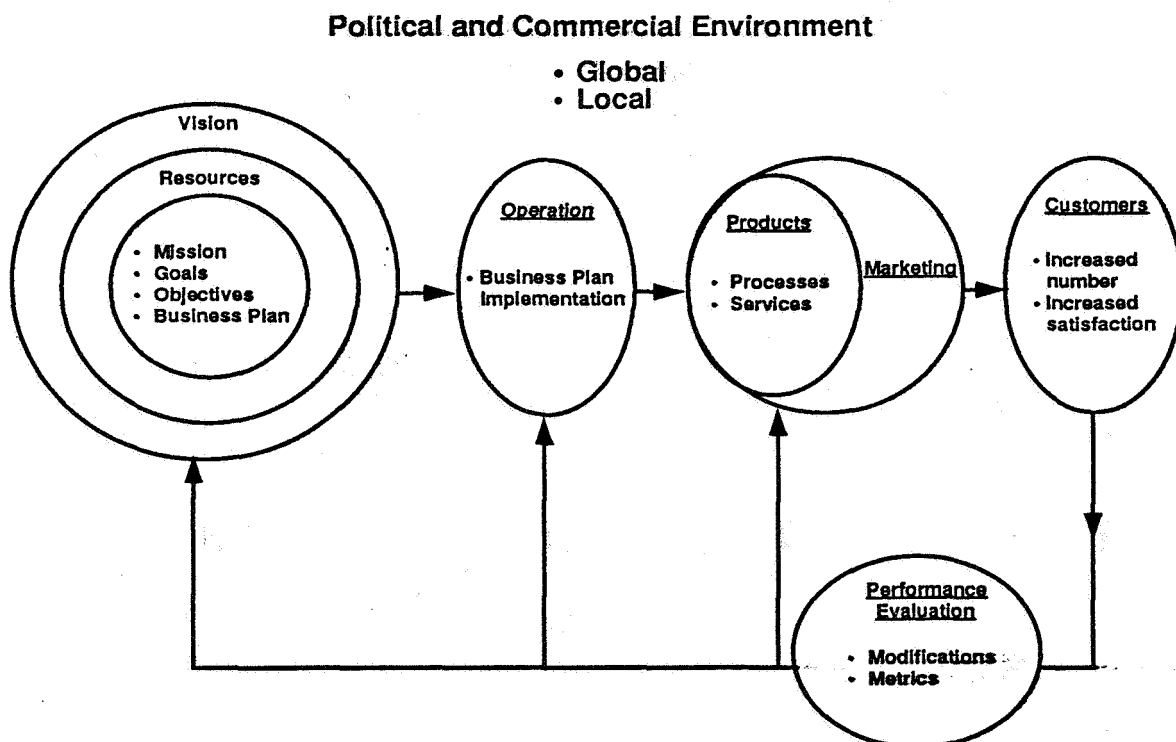 Political and Commercial Environment
• Global
• Local
Vision
Resources
• Mission
• Goals
• Objectives
• Business Plan
Operation
• Business Plan
Implementation
Products
• Processes
• Services
Marketing
Customers
• Increased
number
• Increased
satisfaction
Performance
Evaluation
• Modifications
• Metrics